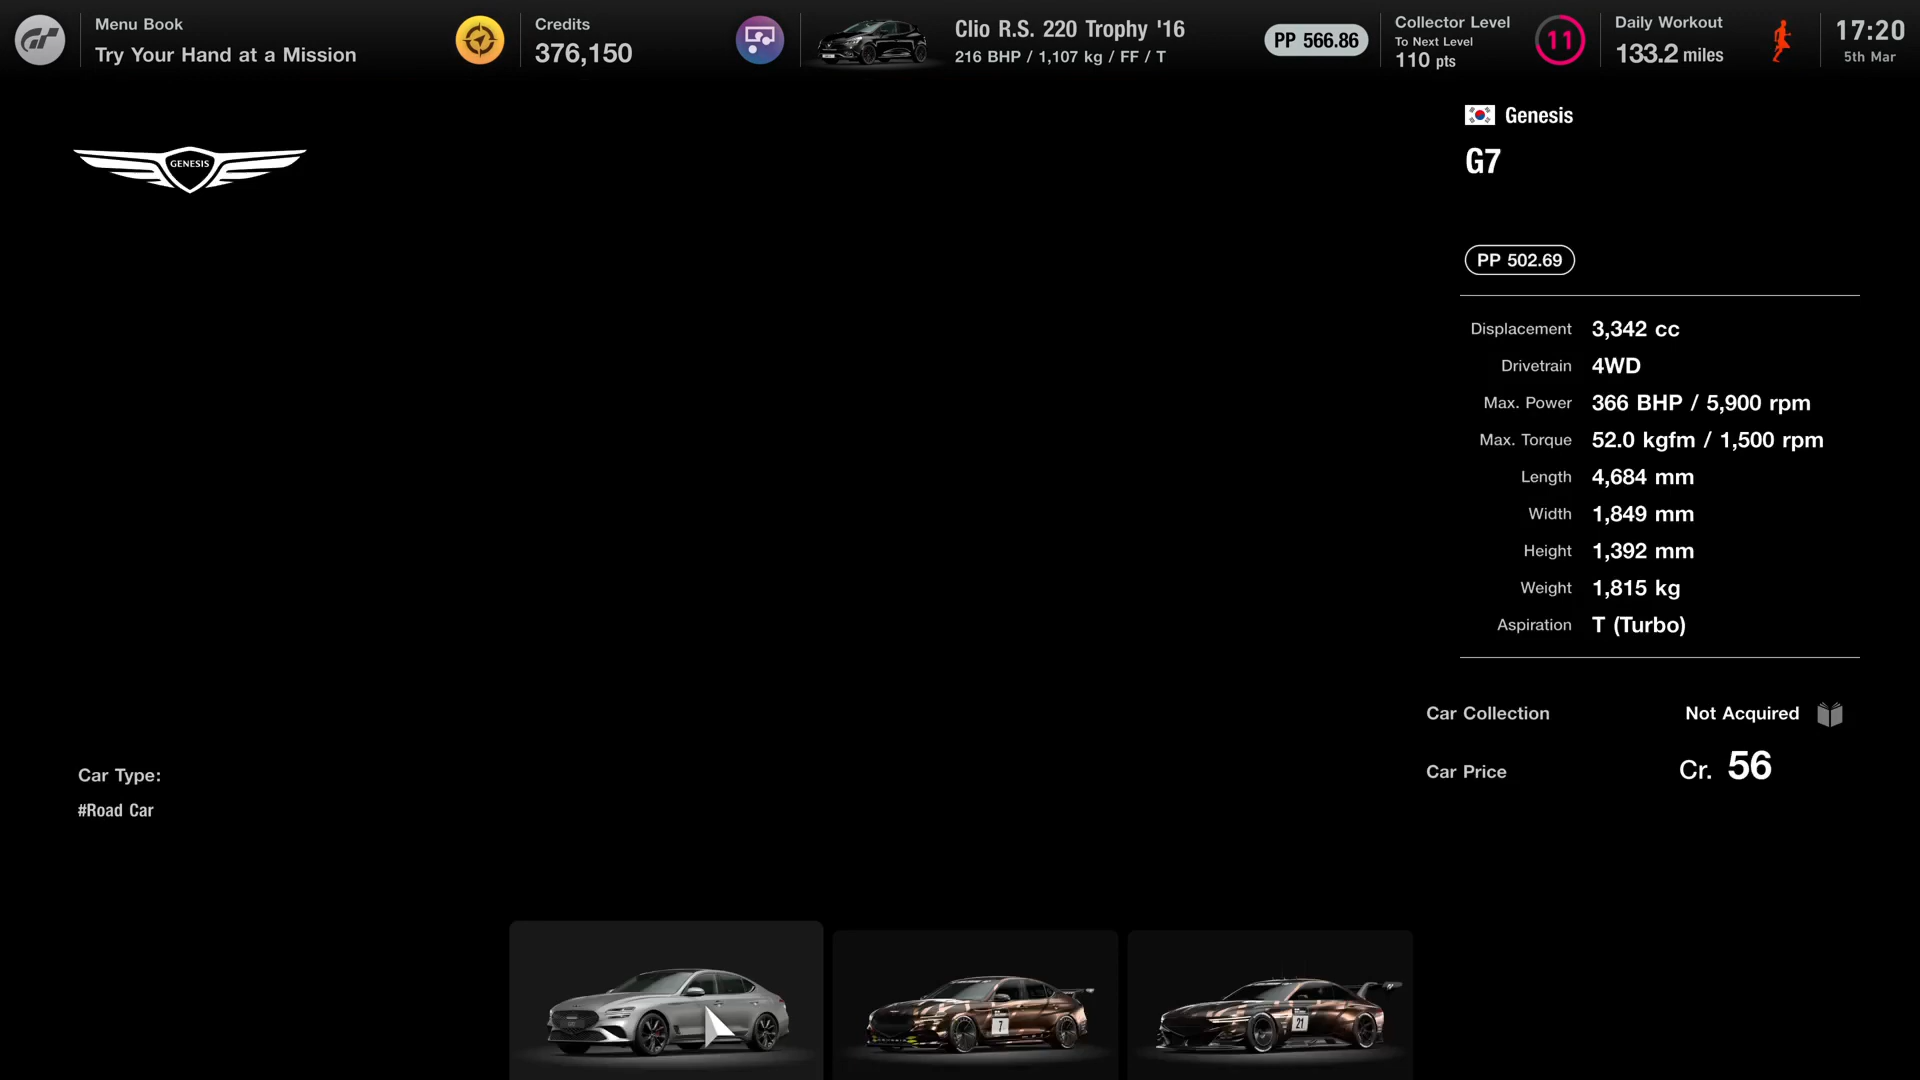 Menu Book
Try Your Hand at a Mission
Credits
376,150
Clio R.S. 220 Trophy '16
216 BHP / 1,107 kg / FF / T
PP 566.86
Collector Level
To Next Level
110 pts
11
Daily Workout
133.2 miles
17:20
5th Mar
GENESIS
Genesis
G7
PP 502.69
Displacement 3,342 cc
Drivetrain 4WD
Max. Power 366 BHP / 5,900 rpm
Max. Torque 52.0 kgfm / 1,500 rpm
Length 4,684 mm
Width 1,849 mm
Height 1,392 mm
Weight 1,815 kg
Aspiration T (Turbo)
Car Collection Not Acquired
Car Price Cr. 56
Car Type:
#Road Car
7
21